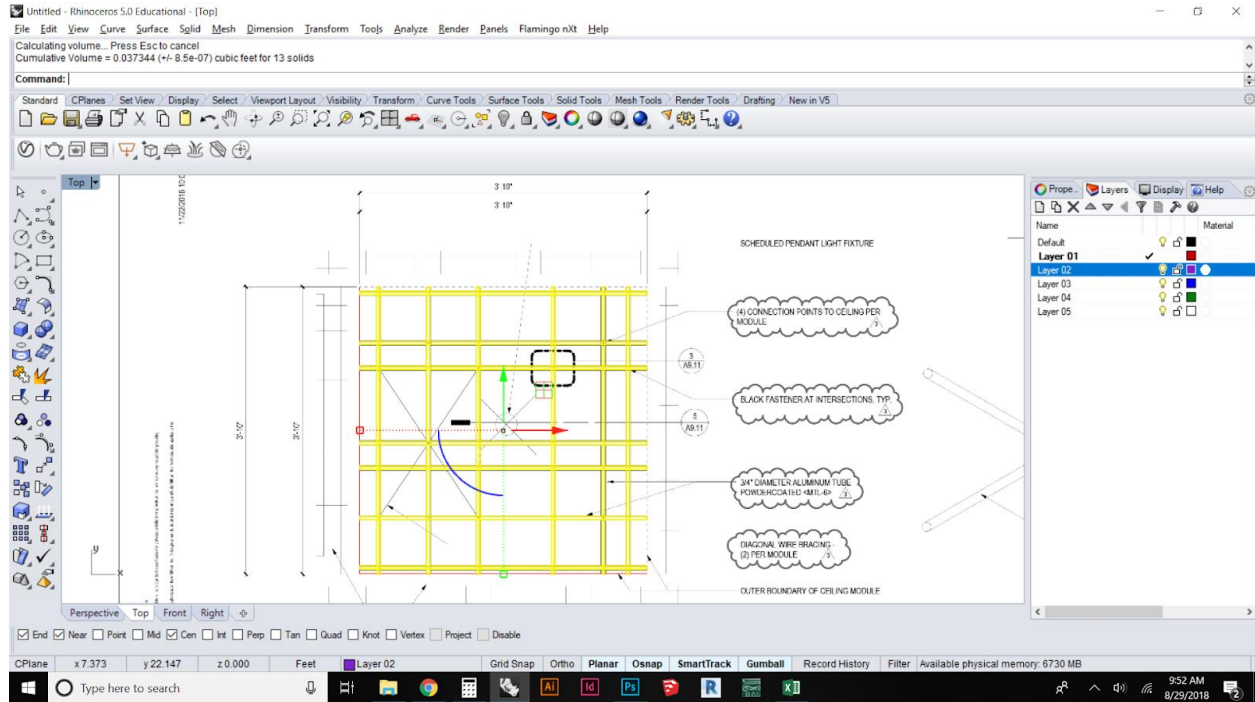 Untitled - Rhinoceros 5.0 Educational - [Top]
File Edit View Curve Surface Solid Mesh Dimension Transform Tools Analyze Render Panels Flamingo nXt Help
Calculating volume... Press Esc to cancel
Cumulative Volume = 0.037344 (+/- 8.5e-07) cubic feet for 13 solids
Command:
Standard CPlanes Set View Display Select Viewport Layout Visibility Transform Curve Tools Surface Tools Solid Tools Mesh Tools Render Tools Drafting New in V5
Top
3'-10"
3'-10"
3'-10"
3'-10"
SCHEDULED PENDANT LIGHT FIXTURE
(4) CONNECTION POINTS TO CEILING PER
MODULE
3
3
A9.11
BLACK FASTENER AT INTERSECTIONS, TYP.
3
5
A9.11
3/4" DIAMETER ALUMINUM TUBE
POWDERCOATED <MTL-6>
3
DIAGONAL WIRE BRACING -
(2) PER MODULE
3
OUTER BOUNDARY OF CEILING MODULE
y
x
Prope... Layers Display Help
Name Material
Default
Layer 01
Layer 02
Layer 03
Layer 04
Layer 05
Perspective Top Front Right
End Near Point Mid Cen Int Perp Tan Quad Knot Vertex Project Disable
CPlane x 7.373 y 22.147 z 0.000 Feet Layer 02 Grid Snap Ortho Planar Osnap SmartTrack Gumball Record History Filter Available physical memory: 6730 MB
Type here to search
Ai
Id
Ps
R
9:52 AM
8/29/2018
2